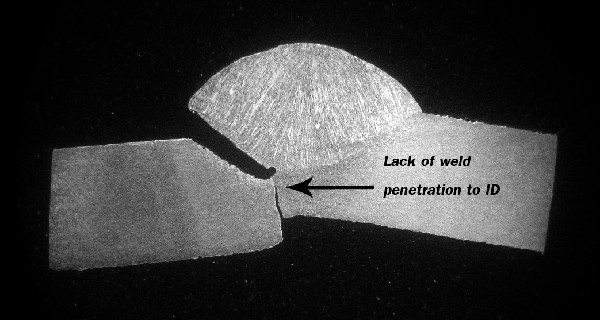 Lack of weld
penetration to ID